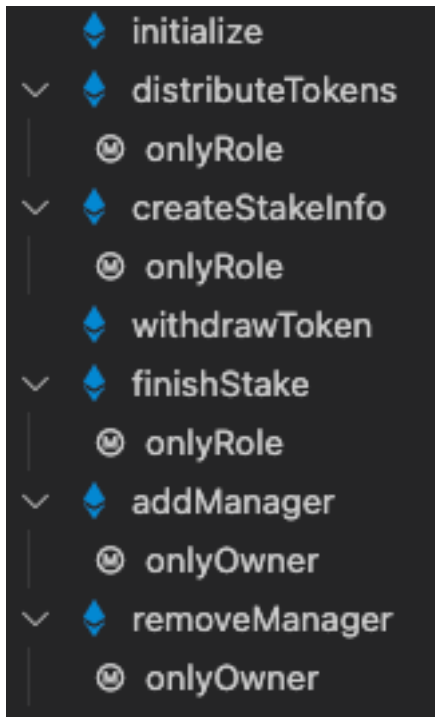 initialize
distributeTokens
onlyRole
createStakeInfo
onlyRole
withdrawToken
finishStake
onlyRole
addManager
onlyOwner
removeManager
onlyOwner